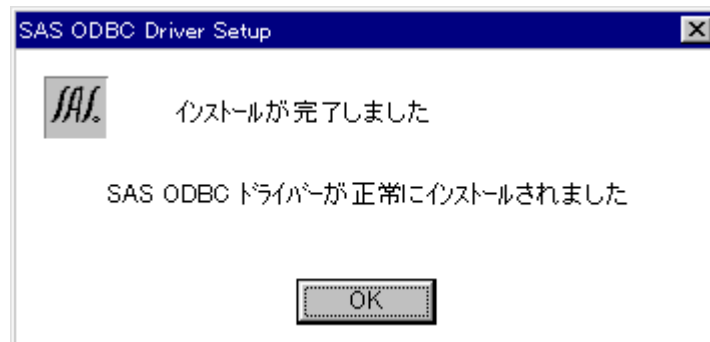 SAS ODBC Driver Setup
SAS.
インストールが完了しました
SAS ODBC ドライバーが正常にインストールされました
OK